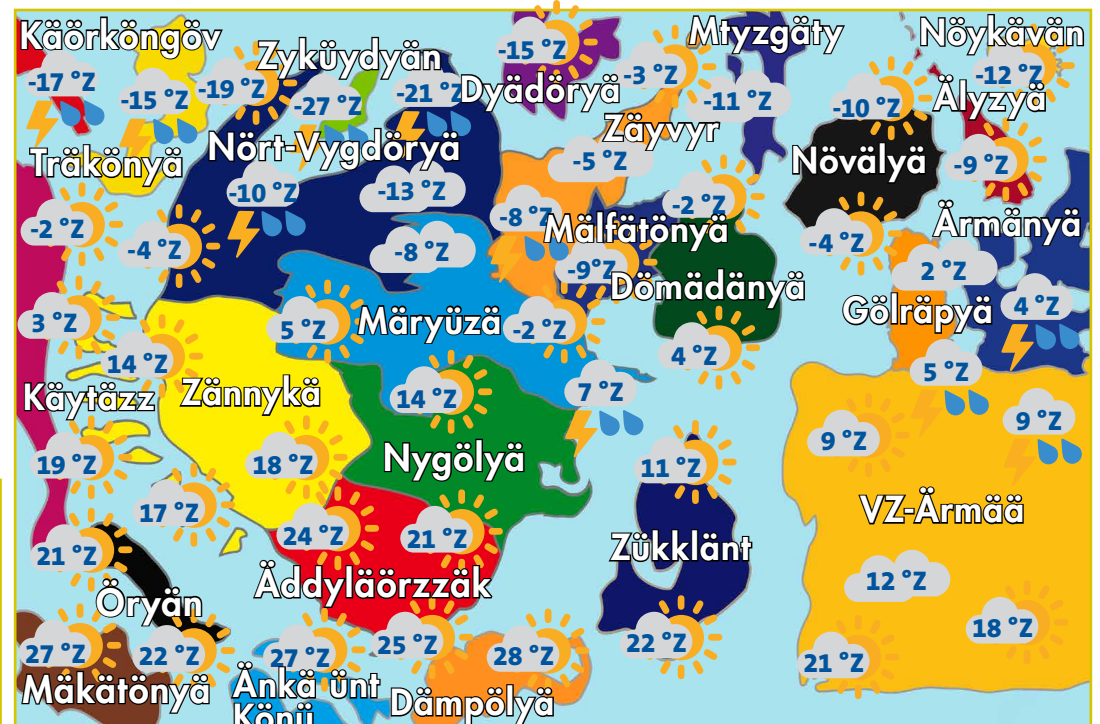 Käörköngöv
Zyküydyän
Mtyzgäty
Nöykävän
-17 °Z
-15 °Z
-19 °Z
-27 °Z
-21 °Z
-15 °Z
Dyädöryä
-3 °Z
-11 °Z
-10 °Z
-12 °Z
Älyzyä
Träkönyä
Nört-Vygdöryä
Zäyvyr
-5 °Z
Növälyä
-9 °Z
-10 °Z
-13 °Z
-2 °Z
-4 °Z
-8 °Z
-8 °Z
Mälfätönyä
-2 °Z
-9°Z
Dömädänyä
-4 °Z
Ärmänyä
2 °Z
3 °Z
14 °Z
5 °Z
Märyüzä
-2 °Z
4 °Z
Gölräpyä
4 °Z
5 °Z
Käytäzz
Zännykä
14 °Z
7 °Z
9 °Z
9 °Z
19 °Z
18 °Z
Nygölyä
11 °Z
17 °Z
VZ-Ärmää
21 °Z
24 °Z
21 °Z
Zükklänt
12 °Z
Öryän
Äddyläörzzäk
18 °Z
27 °Z
22 °Z
27 °Z
25 °Z
28 °Z
22 °Z
21 °Z
Mäkätönyä
Änkä ünt
Könü
Dämpölyä